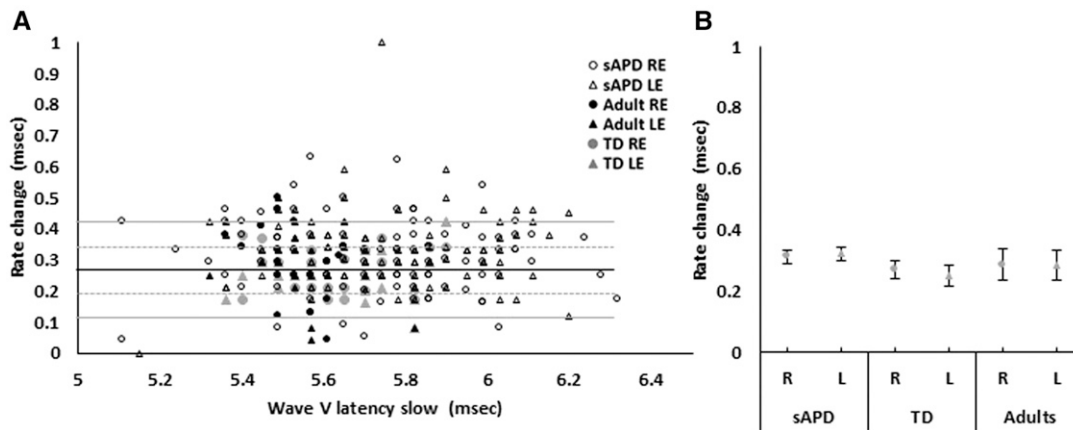 A
Rate change (msec)
1
0.9
0.8
0.7
0.6
0.5
0.4
0.3
0.2
0.1
0
5
5.2
5.4
5.6
5.8
6
6.2
6.4
Wave V latency slow (msec)
sAPD RE
sAPD LE
Adult RE
Adult LE
TD RE
TD LE
B
Rate change (msec)
1
0.8
0.6
0.4
0.2
0
R L R L R L
sAPD TD Adults